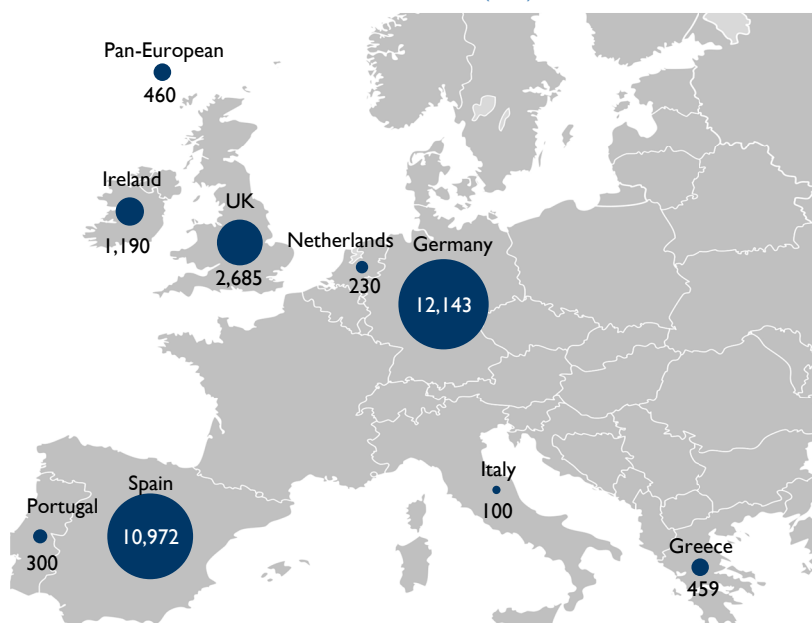 Pan-European
460
Ireland
1,190
UK
2,685
Netherlands
230
Germany
12,143
Spain
10,972
Portugal
300
Italy
100
Greece
459